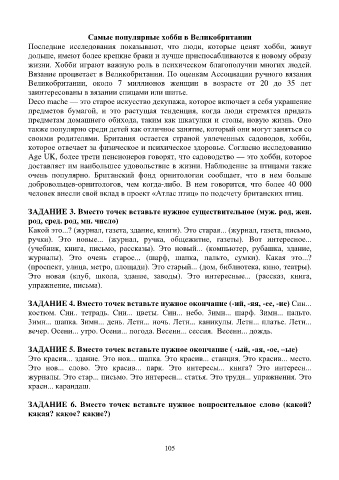 Самые популярные хобби в Великобритании
Последние исследования показывают, что люди, которые ценят хобби, живут
дольше, имеют более крепкие браки и лучше приспосабливаются к новому образу
жизни. Хобби играют важную роль в психическом благополучии многих людей.
Вязание процветает в Великобритании. По оценкам Ассоциации ручного вязания
Великобритании, около 7 миллионов женщин в возрасте от 20 до 35 лет
заинтересованы в вязании спицами или шитье.
Deco mache — это старое искусство декупажа, которое включает в себя украшение
предметов бумагой, и это растущая тенденция, когда люди стремятся придать
предметам домашнего обихода, таким как шкатулки и столы, новую жизнь. Оно
также популярно среди детей как отличное занятие, который они могут заняться со
своими родителями. Британия остается страной увлеченных садоводов, хобби,
которое отвечает за физическое и психическое здоровье. Согласно исследованию
Age UK, более трети пенсионеров говорят, что садоводство — это хобби, которое
доставляет им наибольшее удовольствие в жизни. Наблюдение за птицами также
очень популярно. Британский фонд орнитологии сообщает, что в нем больше
добровольцев-орнитологов, чем когда-либо. В нем говорится, что более 40 000
человек внесли свой вклад в проект «Атлас птиц» по подсчету британских птиц.
ЗАДАНИЕ 3. Вместо точек вставьте нужное существительное (муж. род, жен.
род, сред. род, мн. число)
Какой это...? (журнал, газета, здание, книги). Это старая... (журнал, газета, письмо,
ручки). Это новые... (журнал, ручка, общежитие, газеты). Вот интересное...
(учебник, книга, письмо, рассказы). Это новый... (компьютер, рубашка, здание,
журналы). Это очень старое... (шарф, шапка, пальто, сумки). Какая это...?
(проспект, улица, метро, площади). Это старый... (дом, библиотека, кино, театры).
Это новая (клуб, школа, здание, заводы). Это интересные... (рассказ, книга,
упражнение, письма).
ЗАДАНИЕ 4. Вместо точек вставьте нужное окончание (-ий, -яя, -ее, -ие) Син...
костюм. Син.. тетрадь. Син... цветы. Син... небо. Зимн... шарф. Зимн... пальто.
Зимн... шапка. Зимн... день. Летн... ночь. Летн... каникулы. Летн... платье. Летн...
вечер. Осенн... утро. Осенн... погода. Весенн... сессия. Весенн... дождь.
ЗАДАНИЕ 5. Вместо точек вставьте нужное окончание ( -ый, -ая, -ое, –ые)
Это красив... здание. Это нов... шапка. Это красив... станция. Это красив... место.
Это нов... слово. Это красив... парк. Это интересы... книга? Это интересн...
журналы. Это стар... письмо. Это интересн... статья. Это трудн... упражнения. Это
красн... карандаш.
ЗАДАНИЕ 6. Вместо точек вставьте нужное вопросительное слово (какой?
какая? какое? какие?)
105